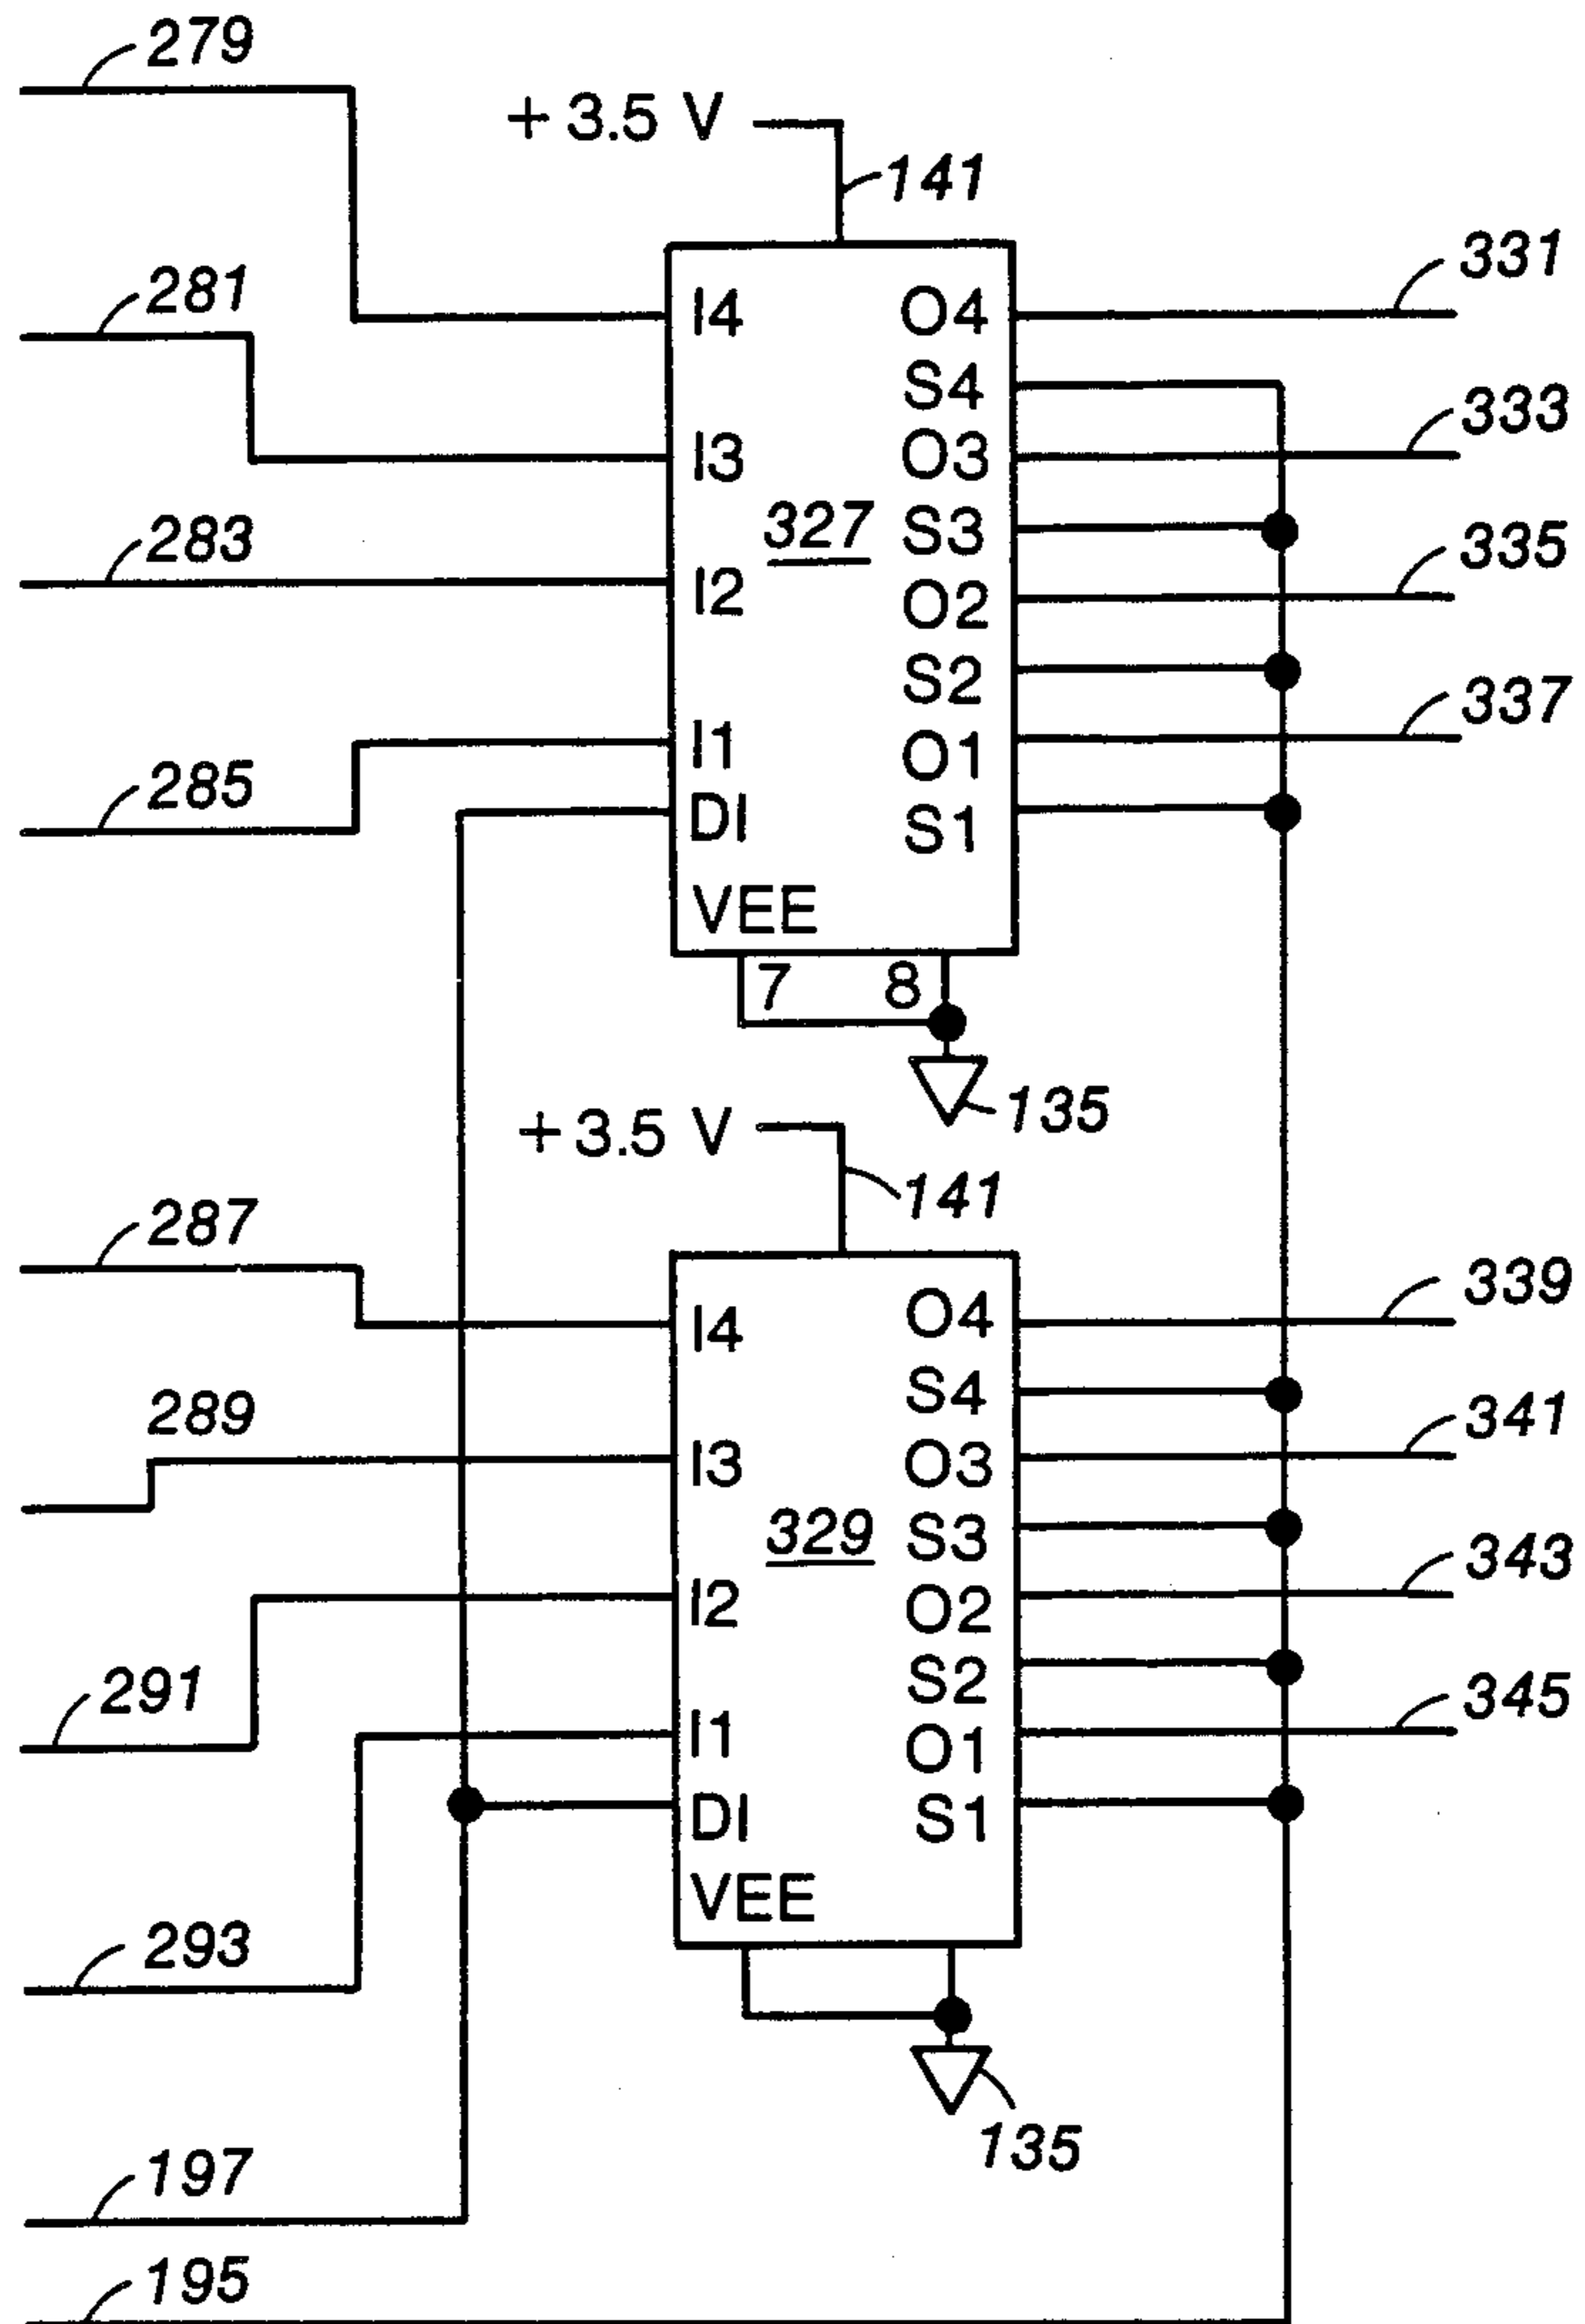 279
+ 3.5 V
141
281
331
I4 O4
S4
333
I3 O3
283
327 S3
335
I2 O2
S2
337
I1 O1
285
DI S1
VEE
7 8
135
+ 3.5 V
141
287
339
I4 O4
S4
289
341
I3 O3
329 S3
343
I2 O2
S2
291
345
I1 O1
DI S1
VEE
293
135
197
195